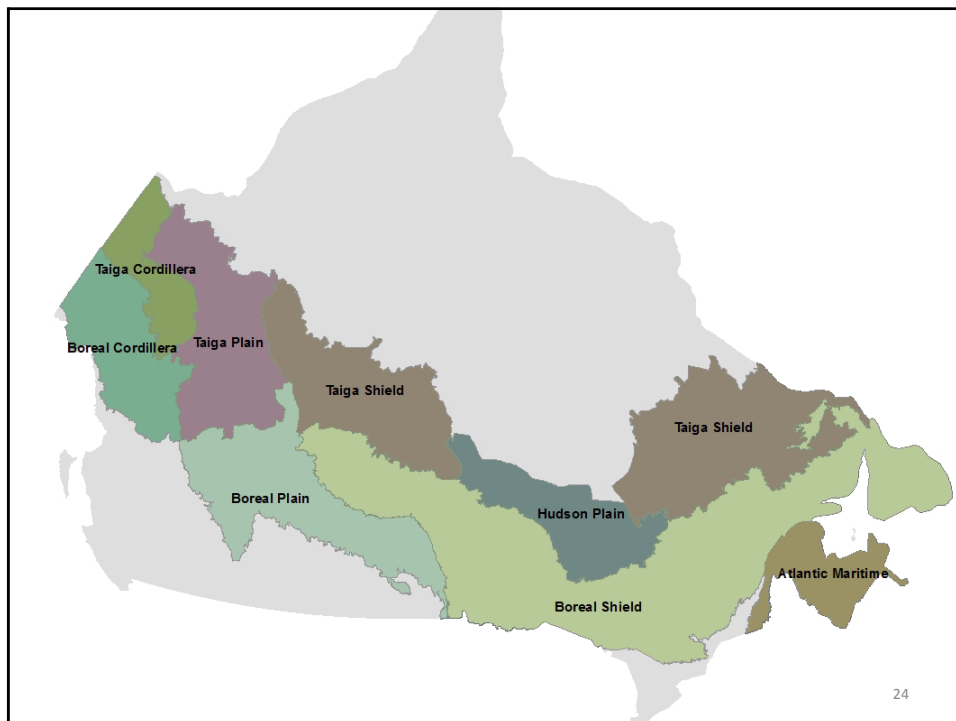 Taiga Cordillera
Boreal Cordillera
Taiga Plain
Taiga Shield
Taiga Shield
Boreal Plain
Hudson Plain
Atlantic Maritime
Boreal Shield
24